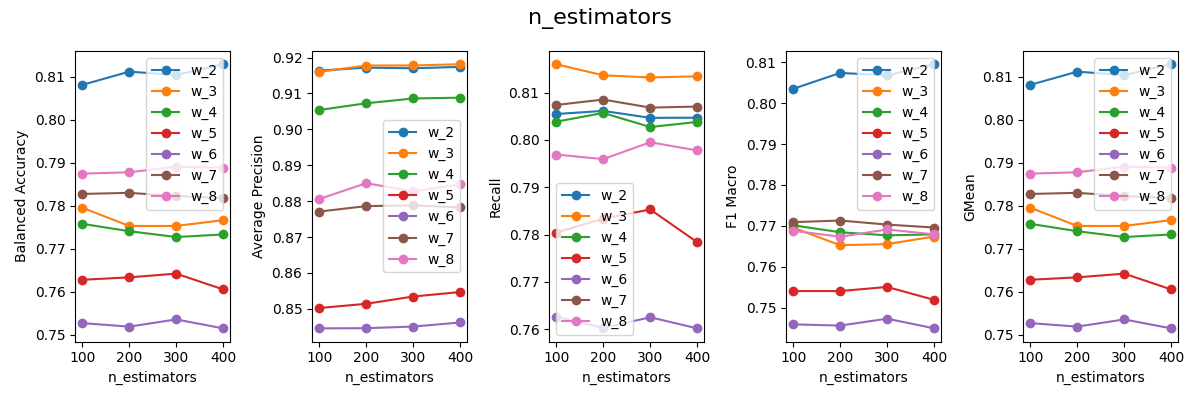 n_estimators
Balanced Accuracy
0.81
0.80
0.79
0.78
0.77
0.76
0.75
w_2
w_3
w_4
w_5
w_6
w_7
w_8
100 200 300 400
n_estimators
Average Precision
0.92
0.91
0.90
0.89
0.88
0.87
0.86
0.85
w_2
w_3
w_4
w_5
w_6
w_7
w_8
100 200 300 400
n_estimators
Recall
0.81
0.80
0.79
0.78
0.77
0.76
w_2
w_3
w_4
w_5
w_6
w_7
w_8
100 200 300 400
n_estimators
F1 Macro
0.81
0.80
0.79
0.78
0.77
0.76
0.75
w_2
w_3
w_4
w_5
w_6
w_7
w_8
100 200 300 400
n_estimators
GMean
0.81
0.80
0.79
0.78
0.77
0.76
0.75
w_2
w_3
w_4
w_5
w_6
w_7
w_8
100 200 300 400
n_estimators